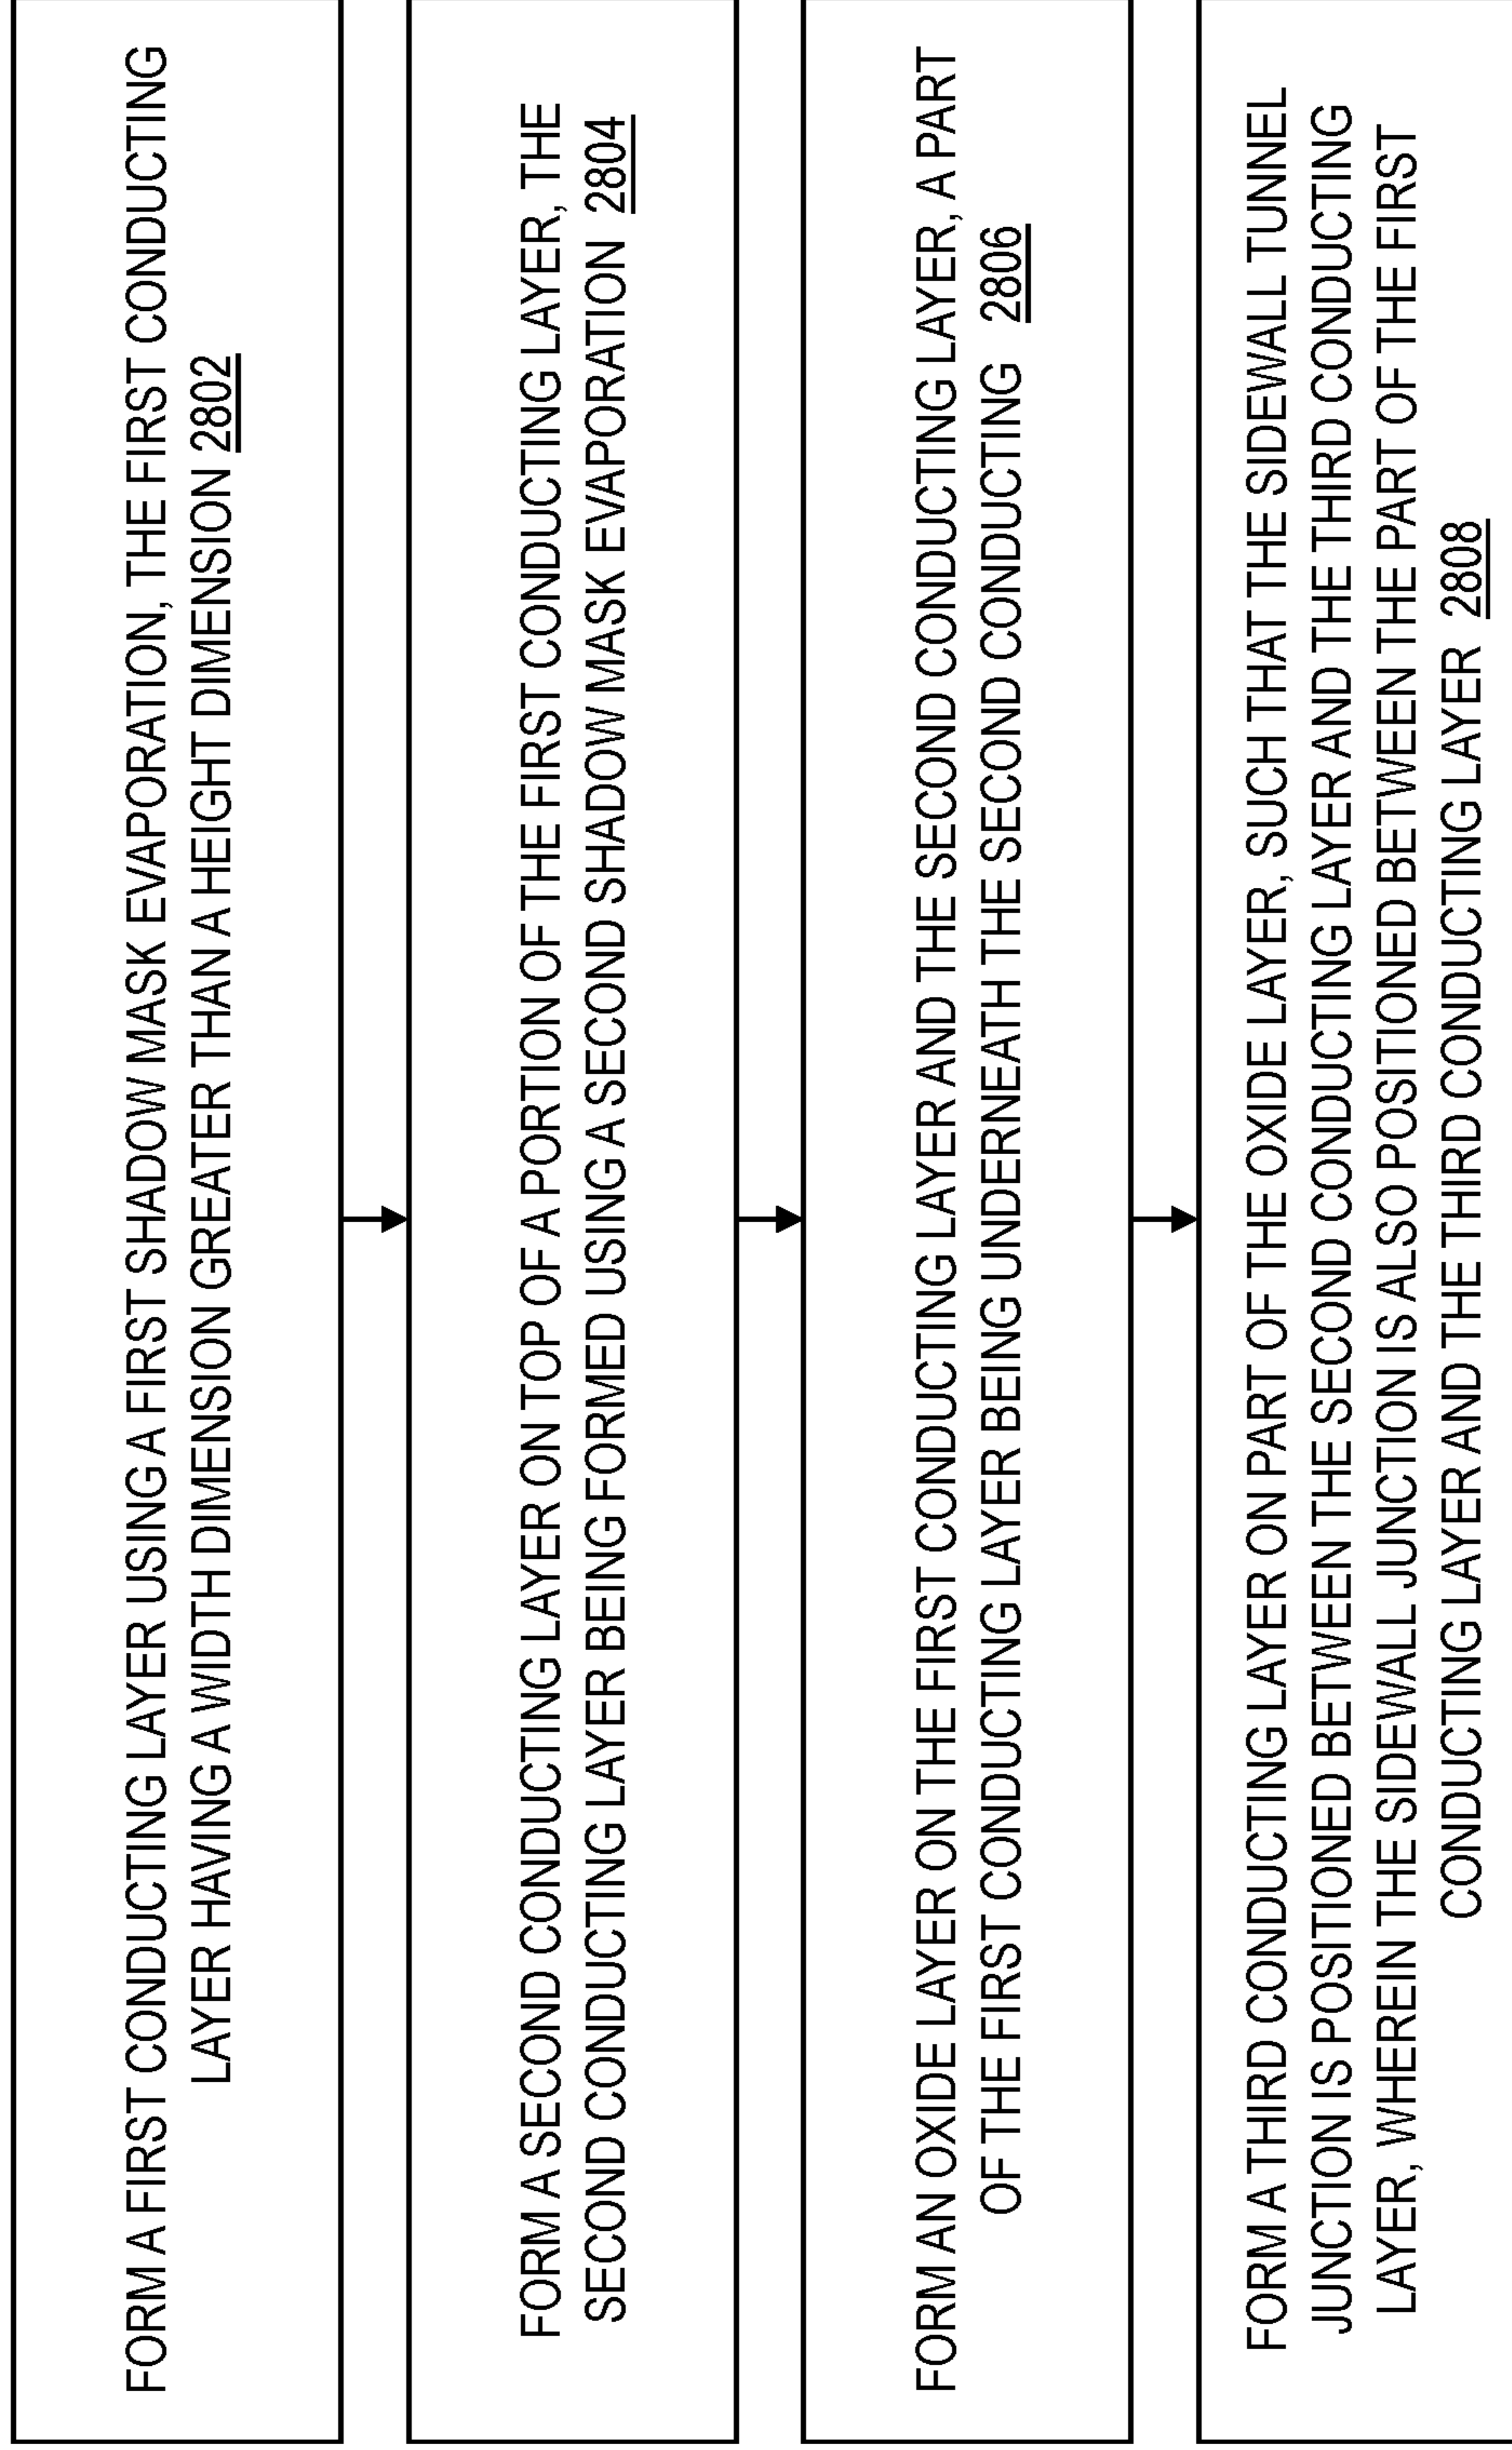 FORM A FIRST CONDUCTING LAYER USING A FIRST SHADOW MASK EVAPORATION, THE FIRST CONDUCTING
LAYER HAVING A WIDTH DIMENSION GREATER THAN A HEIGHT DIMENSION 2802
FORM A SECOND CONDUCTING LAYER ON TOP OF A PORTION OF THE FIRST CONDUCTING LAYER, THE
SECOND CONDUCTING LAYER BEING FORMED USING A SECOND SHADOW MASK EVAPORATION 2804
FORM AN OXIDE LAYER ON THE FIRST CONDUCTING LAYER AND THE SECOND CONDUCTING LAYER, A PART
OF THE FIRST CONDUCTING LAYER BEING UNDERNEATH THE SECOND CONDUCTING 2806
FORM A THIRD CONDUCTING LAYER ON PART OF THE OXIDE LAYER, SUCH THAT THE SIDEWALL TUNNEL
JUNCTION IS POSITIONED BETWEEN THE SECOND CONDUCTING LAYER AND THE THIRD CONDUCTING
LAYER, WHEREIN THE SIDEWALL JUNCTION IS ALSO POSITIONED BETWEEN THE PART OF THE FIRST
CONDUCTING LAYER AND THE THIRD CONDUCTING LAYER 2808